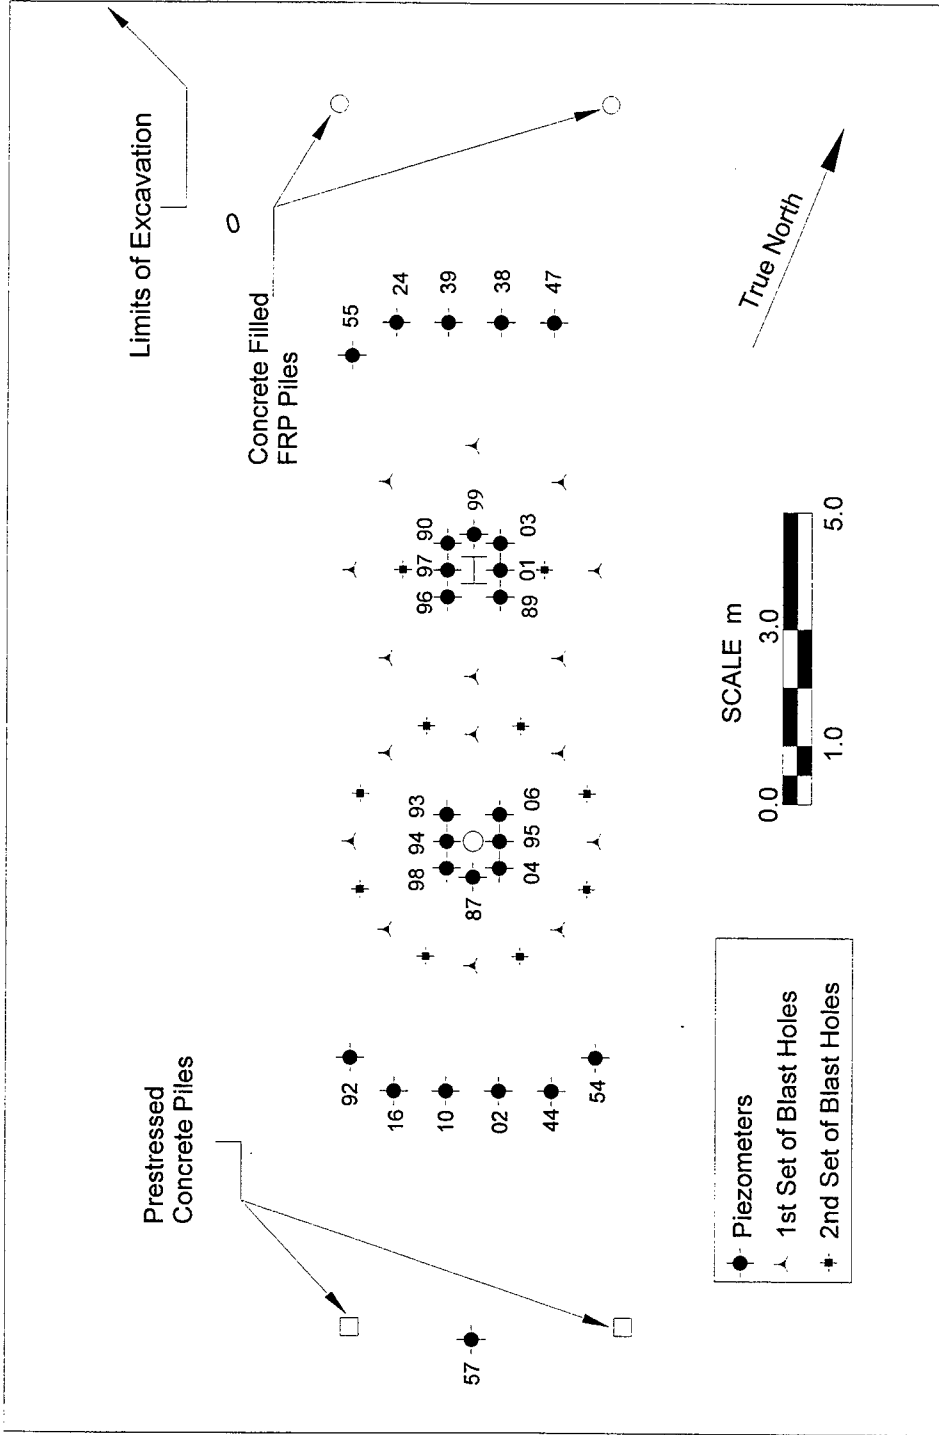 Limits of Excavation
Prestressed
Concrete Piles
Concrete Filled
FRP Piles
92
55
16
24
98 94 93
96 97 90
10
39
57
87
99
02
38
04 95 06
89 01 03
44
47
54
SCALE m
0.0 3.0
1.0 5.0
True North
Piezometers
1st Set of Blast Holes
2nd Set of Blast Holes